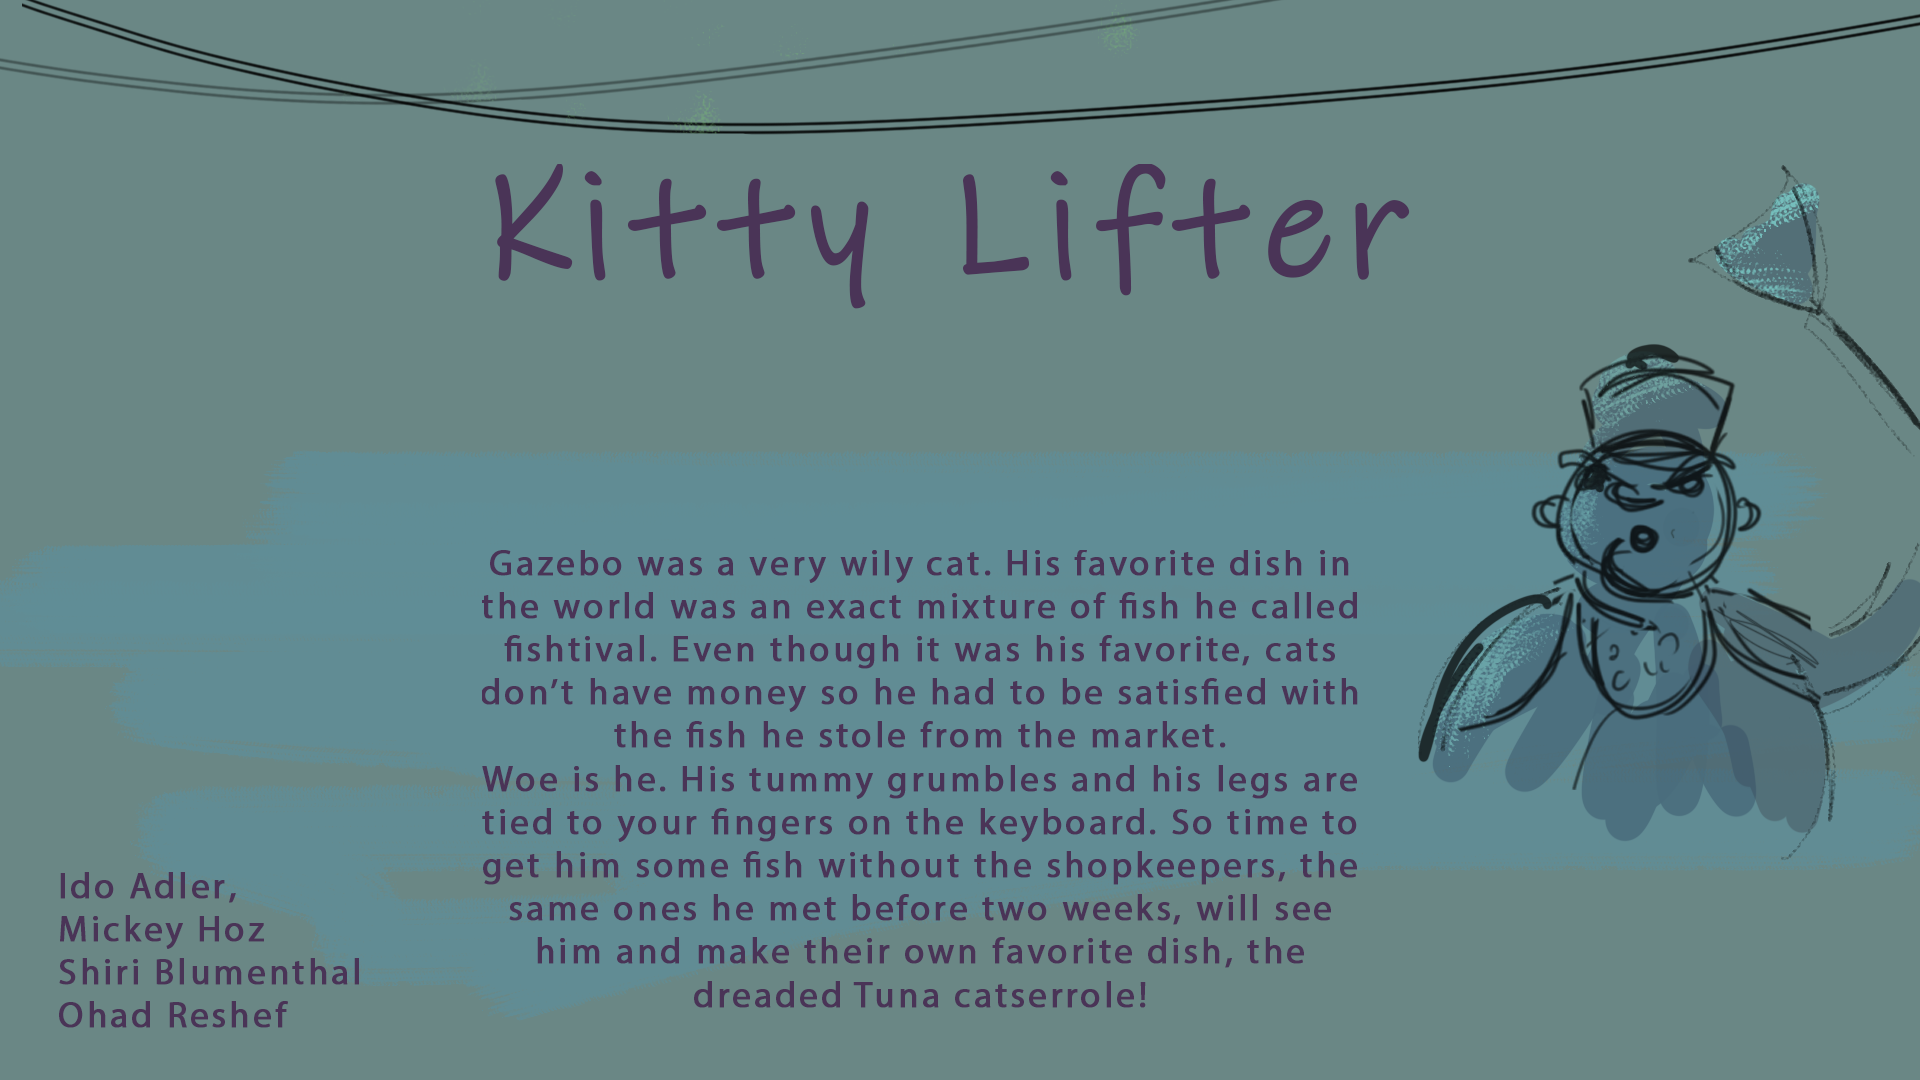 Kitty Lifter
Gazebo was a very wily cat. His favorite dish in
the world was an exact mixture of fish he called
fishtival. Even though it was his favorite, cats
don’t have money so he had to be satisfied with
the fish he stole from the market.
Woe is he. His tummy grumbles and his legs are
tied to your fingers on the keyboard. So time to
get him some fish without the shopkeepers, the
same ones he met before two weeks, will see
him and make their own favorite dish, the
dreaded Tuna catserrole!
Ido Adler,
Mickey Hoz
Shiri Blumenthal
Ohad Reshef